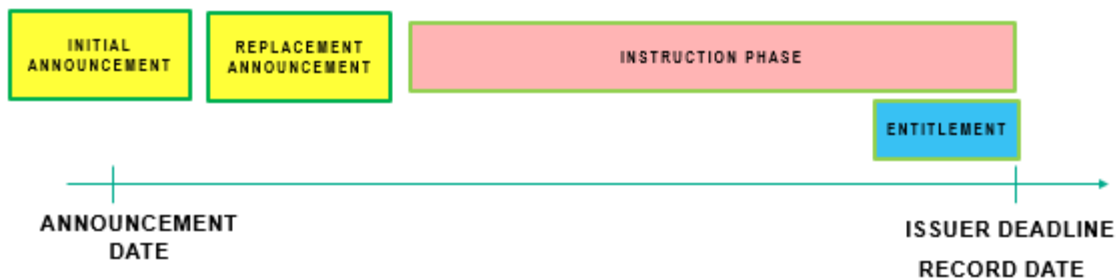 INITIAL
ANNOUNCEMENT
REPLACEMENT
ANNOUNCEMENT
INSTRUCTION PHASE
ENTITLEMENT
ANNOUNCEMENT
DATE
ISSUER DEADLINE
RECORD DATE